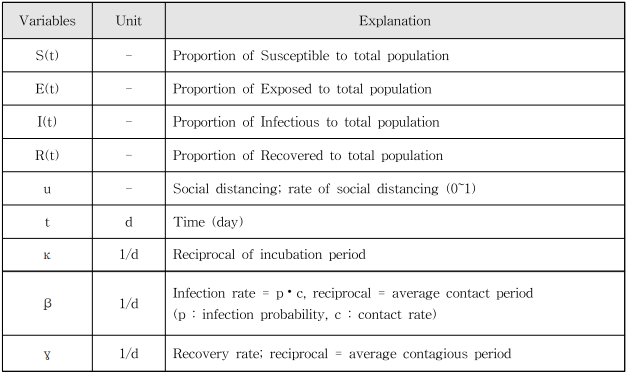 Variables Unit Explanation
S(t) - Proportion of Susceptible to total population
E(t) - Proportion of Exposed to total population
I(t) - Proportion of Infectious to total population
R(t) - Proportion of Recovered to total population
u - Social distancing; rate of social distancing (0~1)
t d Time (day)
κ 1/d Reciprocal of incubation period
β 1/d Infection rate = p•c, reciprocal = average contact period
(p : infection probability, c : contact rate)
γ 1/d Recovery rate; reciprocal = average contagious period